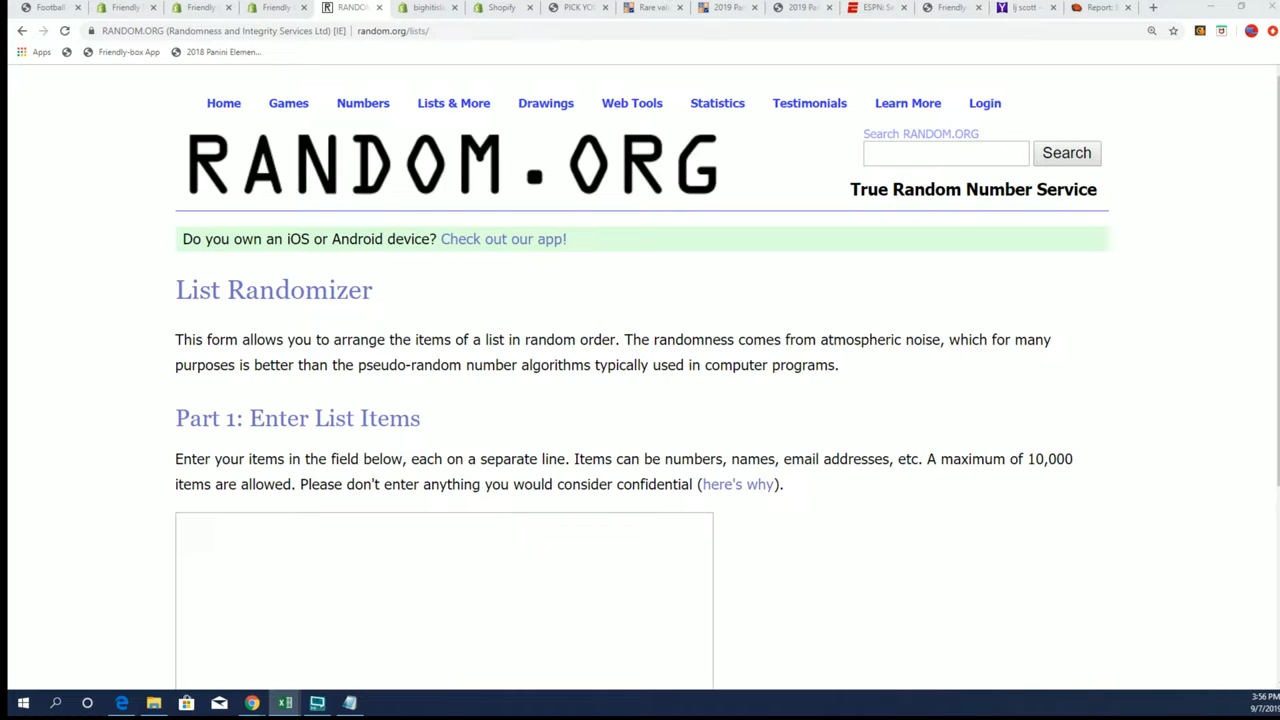 Football
Friendly
Friendly
Friendly
RANDO
bighitisl
Shopify
PICK YO
Rare valu
2019 Pa
2019 Pa
ESPN: Se
Friendly
lj scott -
Report:
RANDOM.ORG (Randomness and Integrity Services Ltd) [IE] | random.org/lists/
Apps
Friendly-box App
2018 Panini Elemen...
Home
Games
Numbers
Lists & More
Drawings
Web Tools
Statistics
Testimonials
Learn More
Login
RANDOM.ORG
Search RANDOM.ORG
Search
True Random Number Service
Do you own an iOS or Android device? Check out our app!
List Randomizer
This form allows you to arrange the items of a list in random order. The randomness comes from atmospheric noise, which for many
purposes is better than the pseudo-random number algorithms typically used in computer programs.
Part 1: Enter List Items
Enter your items in the field below, each on a separate line. Items can be numbers, names, email addresses, etc. A maximum of 10,000
items are allowed. Please don't enter anything you would consider confidential (here's why).
3:56 PM
9/7/2019